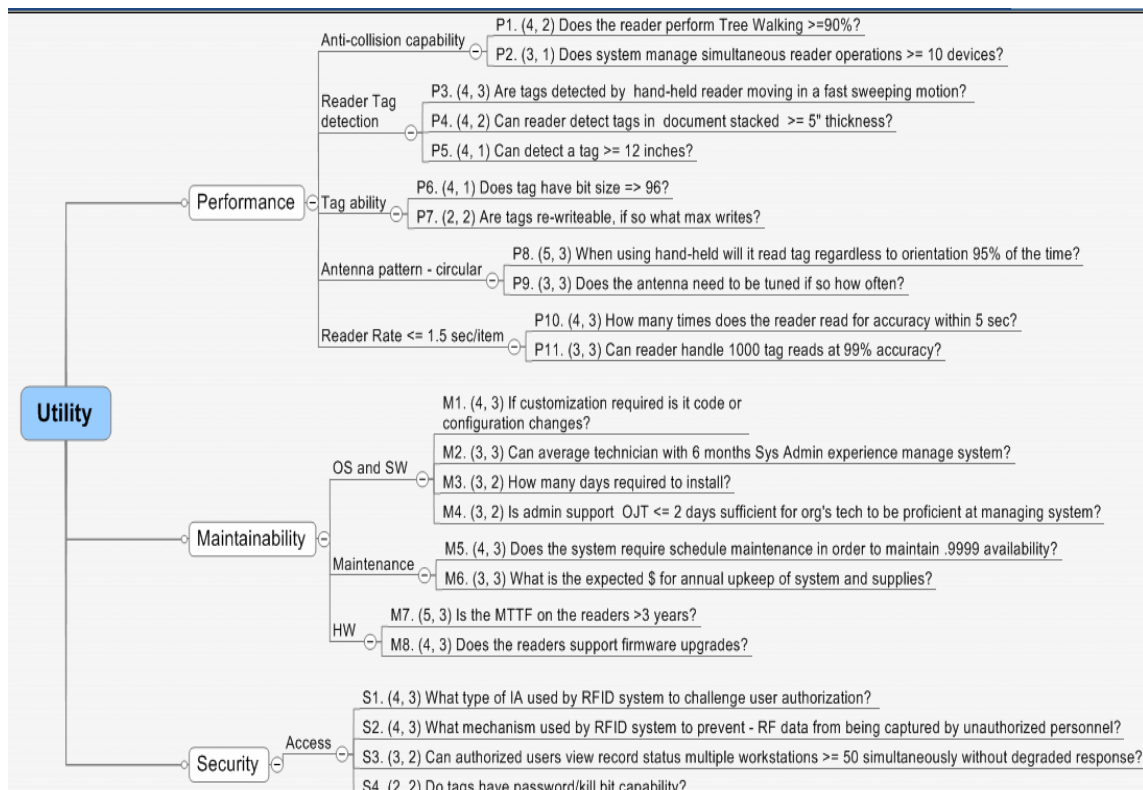 Utility
Performance
Anti-collision capability
P1. (4, 2) Does the reader perform Tree Walking >=90%?
P2. (3, 1) Does system manage simultaneous reader operations >= 10 devices?
Reader Tag
detection
P3. (4, 3) Are tags detected by hand-held reader moving in a fast sweeping motion?
P4. (4, 2) Can reader detect tags in document stacked >= 5" thickness?
P5. (4, 1) Can detect a tag >= 12 inches?
Tag ability
P6. (4, 1) Does tag have bit size => 96?
P7. (2, 2) Are tags re-writeable, if so what max writes?
Antenna pattern - circular
P8. (5, 3) When using hand-held will it read tag regardless to orientation 95% of the time?
P9. (3, 3) Does the antenna need to be tuned if so how often?
Reader Rate <= 1.5 sec/item
P10. (4, 3) How many times does the reader read for accuracy within 5 sec?
P11. (3, 3) Can reader handle 1000 tag reads at 99% accuracy?
Maintainability
OS and SW
M1. (4, 3) If customization required is it code or
configuration changes?
M2. (3, 3) Can average technician with 6 months Sys Admin experience manage system?
M3. (3, 2) How many days required to install?
M4. (3, 2) Is admin support OJT <= 2 days sufficient for org's tech to be proficient at managing system?
Maintenance
M5. (4, 3) Does the system require schedule maintenance in order to maintain .9999 availability?
M6. (3, 3) What is the expected $ for annual upkeep of system and supplies?
HW
M7. (5, 3) Is the MTTF on the readers >3 years?
M8. (4, 3) Does the readers support firmware upgrades?
Security
Access
S1. (4, 3) What type of IA used by RFID system to challenge user authorization?
S2. (4, 3) What mechanism used by RFID system to prevent - RF data from being captured by unauthorized personnel?
S3. (3, 2) Can authorized users view record status multiple workstations >= 50 simultaneously without degraded response?
S4. (2, 2) Do tags have password/kill bit capability?